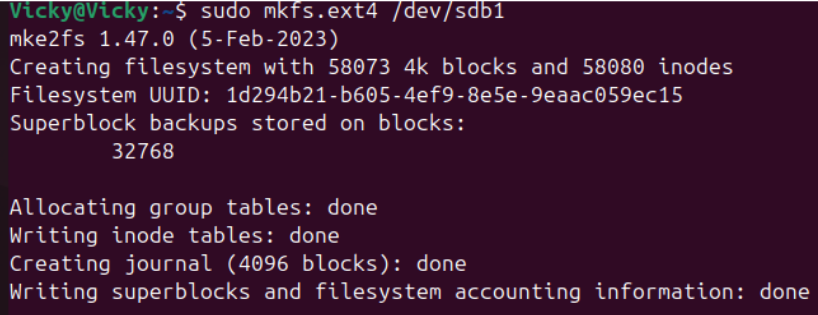 Vicky@Vicky:~$ sudo mkfs.ext4 /dev/sdb1
mke2fs 1.47.0 (5-Feb-2023)
Creating filesystem with 58073 4k blocks and 58080 inodes
Filesystem UUID: 1d294b21-b605-4ef9-8e5e-9eaac059ec15
Superblock backups stored on blocks:
        32768
Allocating group tables: done
Writing inode tables: done
Creating journal (4096 blocks): done
Writing superblocks and filesystem accounting information: done